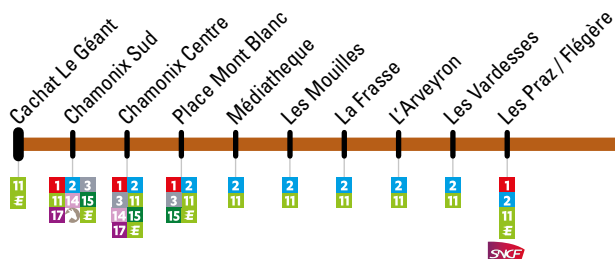 Cachat Le Géant
Chamonix Sud
Chamonix Centre
Place Mont Blanc
Médiatheque
Les Mouilles
La Frasse
L'Arveyron
Les Vardesses
Les Praz / Flégère
11
1 2 3
11 14 15
17
1 2
3 11
14 15
17
1 2
3 11
15
2
11
2
11
2
11
2
11
2
11
1
2
11
SNCF